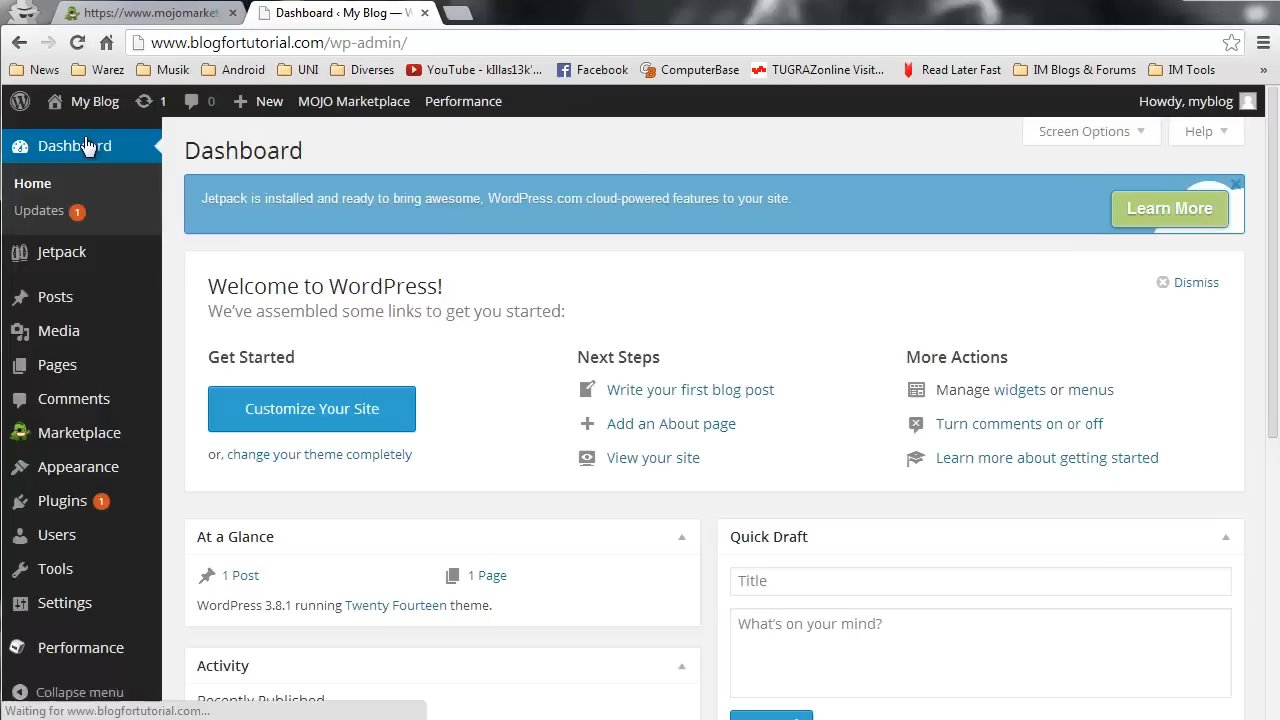 https://www.mojomarket
Dashboard ‹ My Blog — W
www.blogfortutorial.com/wp-admin/
News Warez Musik Android UNI Diverses YouTube - kIllas13k'... Facebook ComputerBase TUGRAZonline Visit... Read Later Fast IM Blogs & Forums IM Tools »
My Blog 1 0 New MOJO Marketplace Performance Howdy, myblog
Dashboard
Home
Updates 1
Jetpack
Posts
Media
Pages
Comments
Marketplace
Appearance
Plugins 1
Users
Tools
Settings
Performance
Collapse menu
Waiting for www.blogfortutorial.com...
Screen Options Help
Dashboard
Jetpack is installed and ready to bring awesome, WordPress.com cloud-powered features to your site.
Learn More
Welcome to WordPress!
Dismiss
We've assembled some links to get you started:
Get Started
Customize Your Site
or, change your theme completely
Next Steps
Write your first blog post
Add an About page
View your site
More Actions
Manage widgets or menus
Turn comments on or off
Learn more about getting started
At a Glance
1 Post 1 Page
WordPress 3.8.1 running Twenty Fourteen theme.
Activity
Recently Published
Quick Draft
Title
What's on your mind?